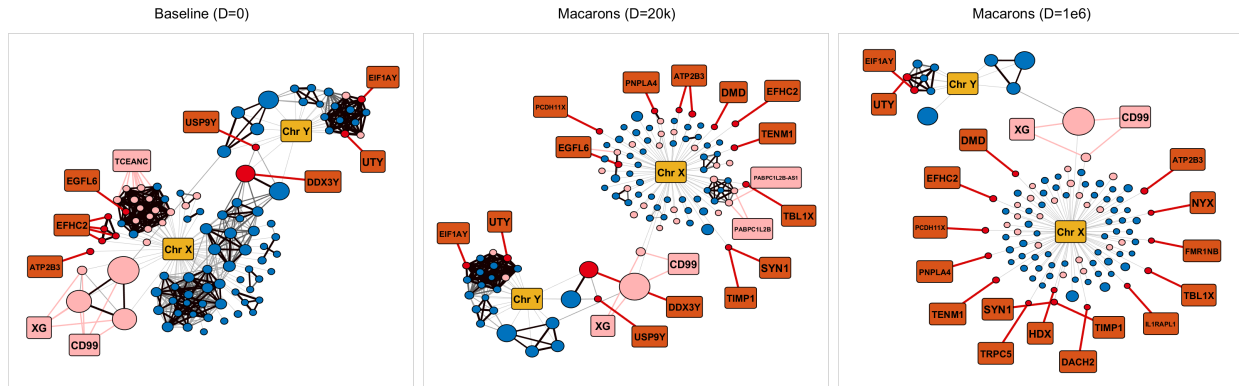 Baseline (D=0)
EIF1AY
USP9Y
Chr Y
TCEANC
UTY
EGFL6
DDX3Y
EFHC2
Chr X
ATP2B3
XG
CD99
Macarons (D=20k)
PNPLA4
ATP2B3
DMD
EFHC2
PCDH11X
TENM1
EGFL6
Chr X
PABPC1L2B-AS1
TBL1X
PABPC1L2B
UTY
EIF1AY
CD99
SYN1
Chr Y
TIMP1
DDX3Y
XG
USP9Y
Macarons (D=1e6)
EIF1AY
Chr Y
UTY
XG
CD99
DMD
ATP2B3
EFHC2
NYX
PCDH11X
Chr X
FMR1NB
PNPLA4
TBL1X
TENM1
SYN1
IL1RAPL1
HDX
TIMP1
TRPC5
DACH2